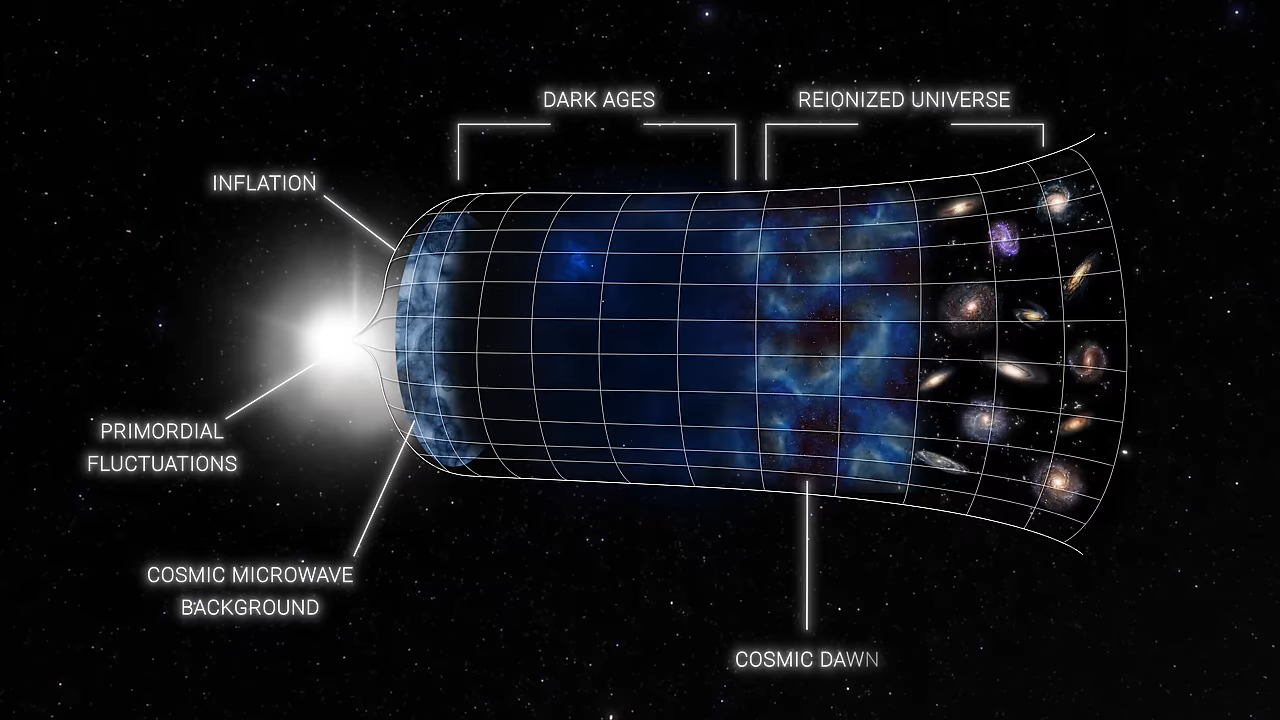 DARK AGES
REIONIZED UNIVERSE
INFLATION
PRIMORDIAL
FLUCTUATIONS
COSMIC MICROWAVE
BACKGROUND
COSMIC DAWN